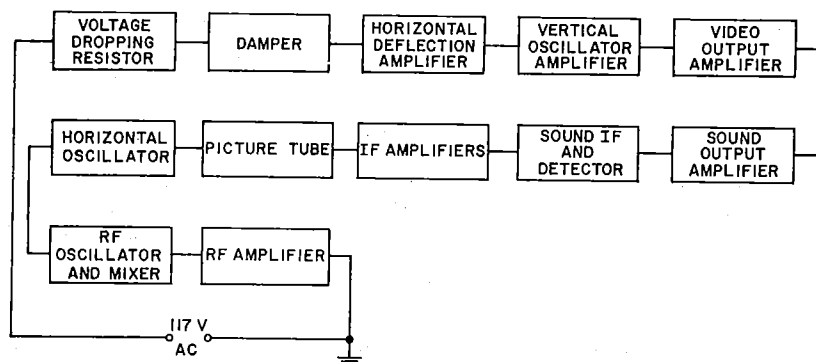 VOLTAGE
DROPPING
RESISTOR
DAMPER
HORIZONTAL
DEFLECTION
AMPLIFIER
VERTICAL
OSCILLATOR
AMPLIFIER
VIDEO
OUTPUT
AMPLIFIER
HORIZONTAL
OSCILLATOR
PICTURE TUBE
IF AMPLIFIERS
SOUND IF
AND
DETECTOR
SOUND
OUTPUT
AMPLIFIER
RF
OSCILLATOR
AND MIXER
RF AMPLIFIER
117 V
AC